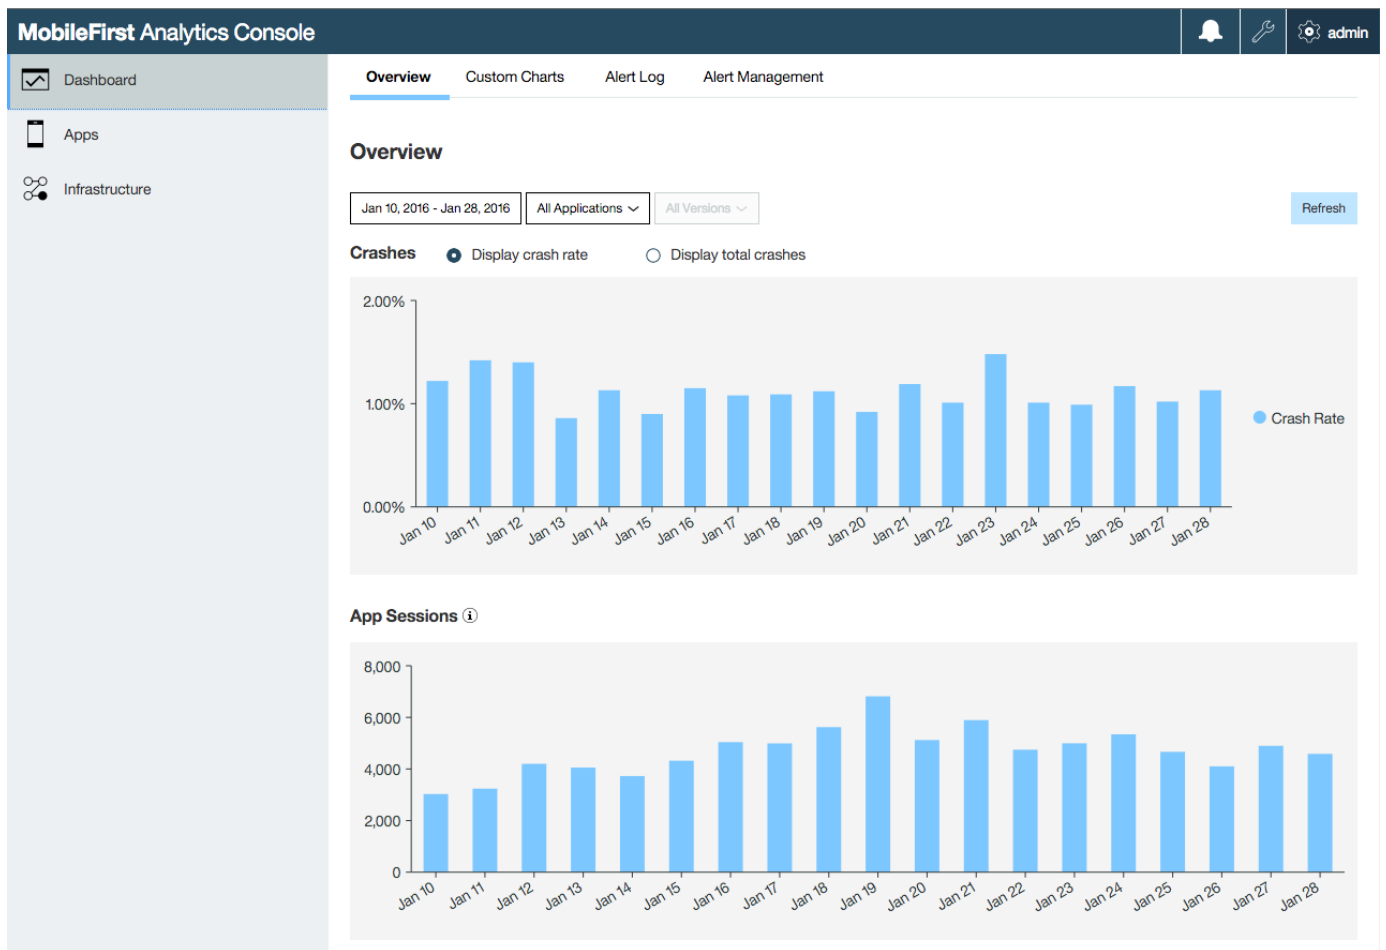 MobileFirst Analytics Console
admin
Dashboard
Apps
Infrastructure
Overview Custom Charts Alert Log Alert Management
Overview
Jan 10, 2016 - Jan 28, 2016 All Applications All Versions Refresh
Crashes Display crash rate Display total crashes
2.00%
1.00%
0.00%
Crash Rate
Jan 10 Jan 11 Jan 12 Jan 13 Jan 14 Jan 15 Jan 16 Jan 17 Jan 18 Jan 19 Jan 20 Jan 21 Jan 22 Jan 23 Jan 24 Jan 25 Jan 26 Jan 27 Jan 28
App Sessions
8,000
6,000
4,000
2,000
0
Jan 10 Jan 11 Jan 12 Jan 13 Jan 14 Jan 15 Jan 16 Jan 17 Jan 18 Jan 19 Jan 20 Jan 21 Jan 22 Jan 23 Jan 24 Jan 25 Jan 26 Jan 27 Jan 28